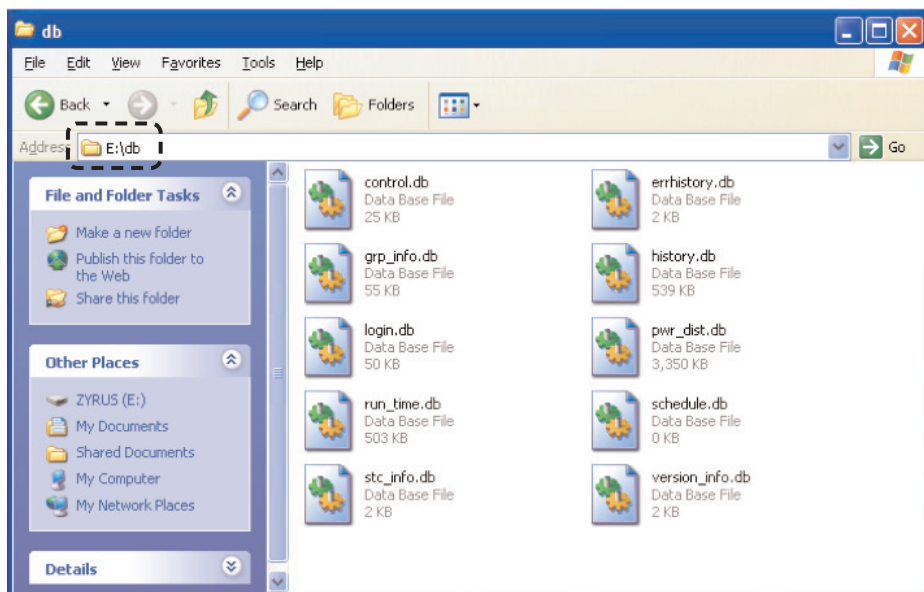 db
File Edit View Favorites Tools Help
Back Search Folders
Address E:\db Go
File and Folder Tasks
Make a new folder
Publish this folder to
the Web
Share this folder
Other Places
ZYRUS (E:)
My Documents
Shared Documents
My Computer
My Network Places
Details
control.db
Data Base File
25 KB
errhistory.db
Data Base File
2 KB
grp_info.db
Data Base File
55 KB
history.db
Data Base File
539 KB
login.db
Data Base File
50 KB
pwr_dist.db
Data Base File
3,350 KB
run_time.db
Data Base File
503 KB
schedule.db
Data Base File
0 KB
stc_info.db
Data Base File
2 KB
version_info.db
Data Base File
2 KB